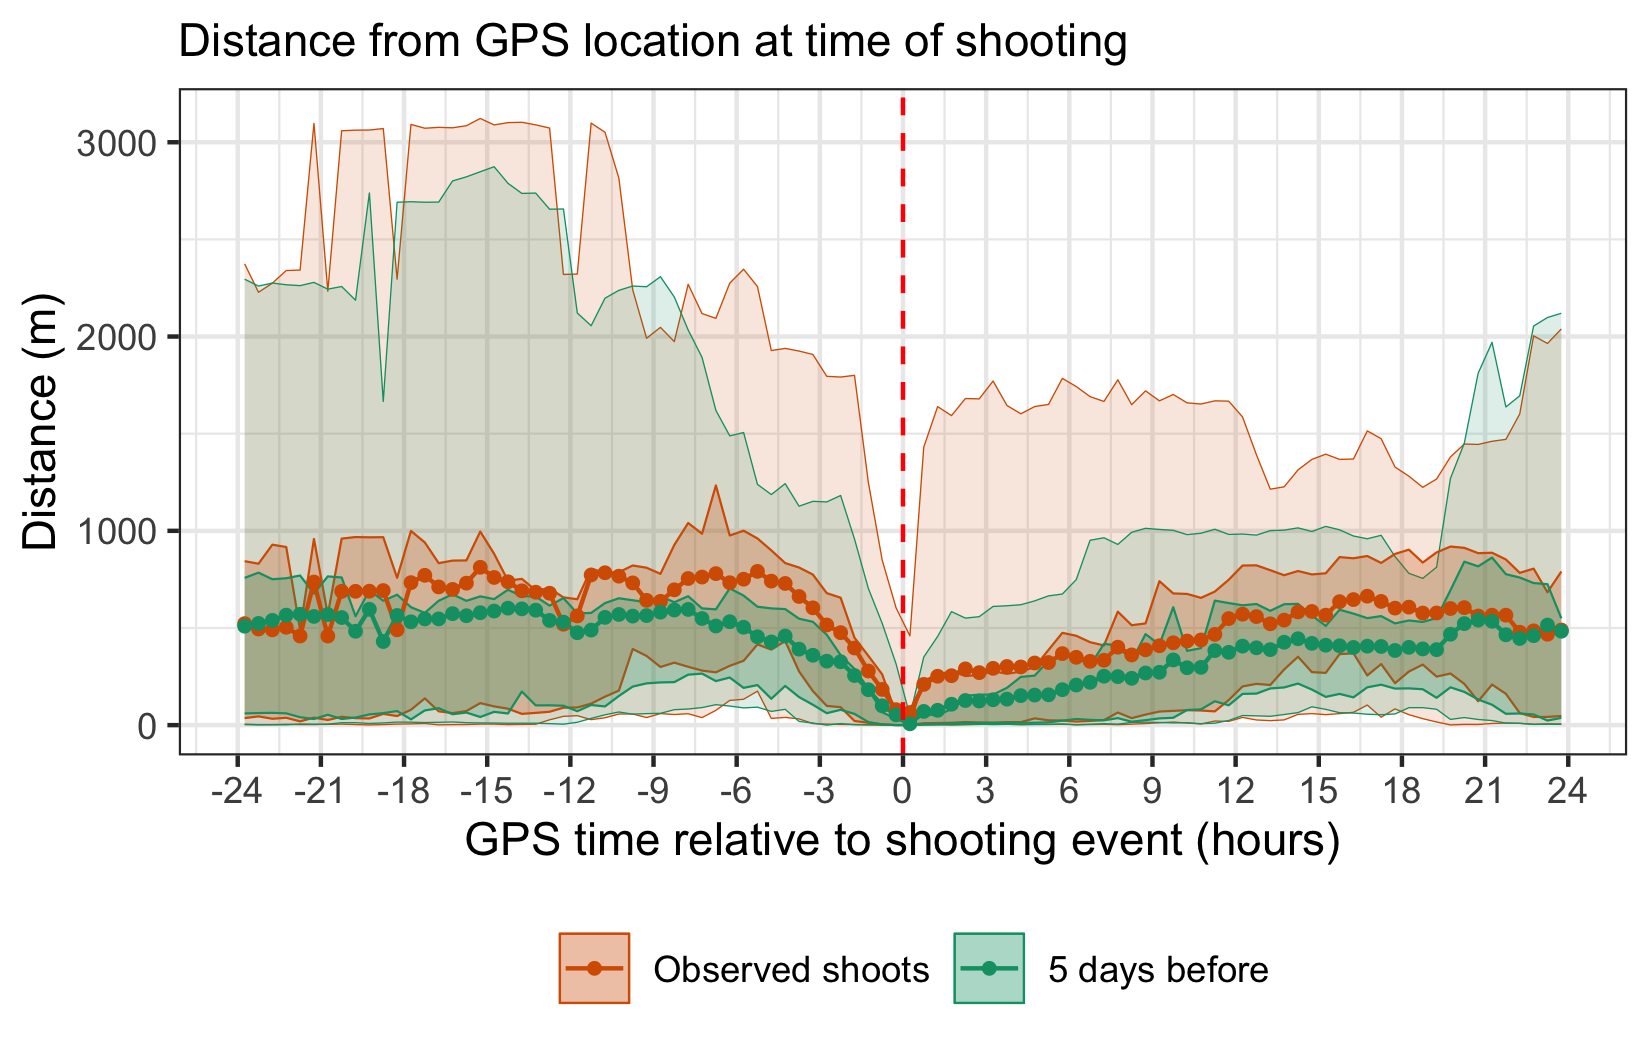 Distance from GPS location at time of shooting
Distance (m)
3000
2000
1000
0
-24 -21 -18 -15 -12 -9 -6 -3 0 3 6 9 12 15 18 21 24
GPS time relative to shooting event (hours)
Observed shoots 5 days before